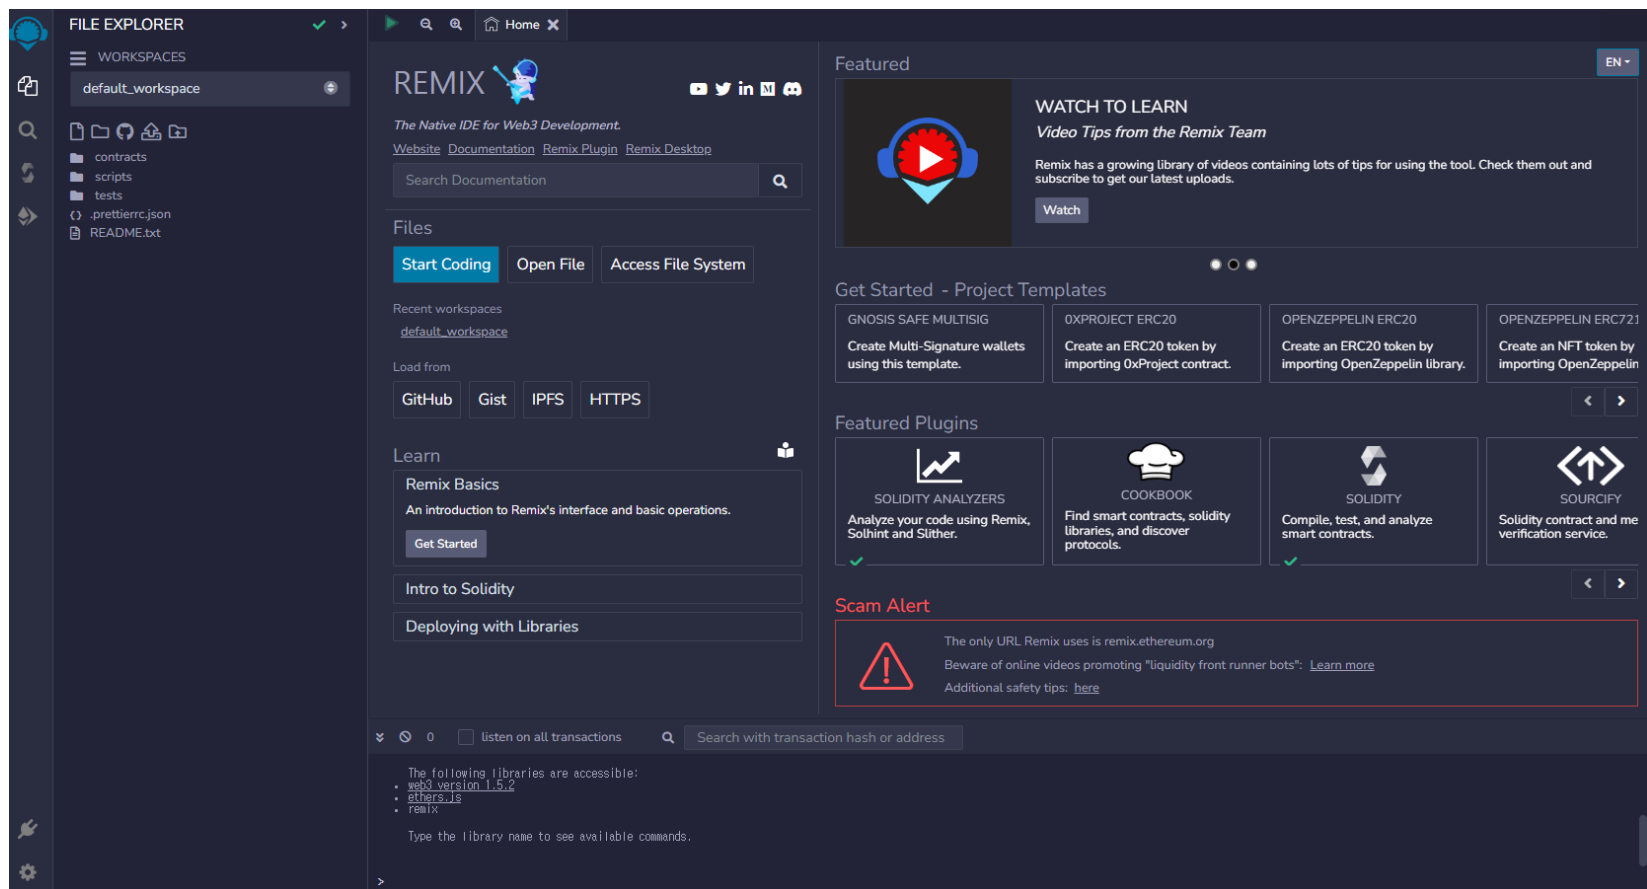 FILE EXPLORER
WORKSPACES
default_workspace
contracts
scripts
tests
.prettierrc.json
README.txt
Home
REMIX
The Native IDE for Web3 Development.
Website Documentation Remix Plugin Remix Desktop
Search Documentation
Files
Start Coding Open File Access File System
Recent workspaces
default_workspace
Load from
GitHub Gist IPFS HTTPS
Learn
Remix Basics
An introduction to Remix's interface and basic operations.
Get Started
Intro to Solidity
Deploying with Libraries
Featured
EN
WATCH TO LEARN
Video Tips from the Remix Team
Remix has a growing library of videos containing lots of tips for using the tool. Check them out and
subscribe to get our latest uploads.
Watch
Get Started - Project Templates
GNOSIS SAFE MULTISIG
Create Multi-Signature wallets
using this template.
0XPROJECT ERC20
Create an ERC20 token by
importing 0xProject contract.
OPENZEPPELIN ERC20
Create an ERC20 token by
importing OpenZeppelin library.
OPENZEPPELIN ERC721
Create an NFT token by
importing OpenZeppelin
Featured Plugins
SOLIDITY ANALYZERS
Analyze your code using Remix,
Solhint and Slither.
COOKBOOK
Find smart contracts, solidity
libraries, and discover
protocols.
SOLIDITY
Compile, test, and analyze
smart contracts.
SOURCIFY
Solidity contract and me
verification service.
Scam Alert
The only URL Remix uses is remix.ethereum.org
Beware of online videos promoting "liquidity front runner bots": Learn more
Additional safety tips: here
0 listen on all transactions Search with transaction hash or address
The following libraries are accessible:
• web3 version 1.5.2
• ethers.js
• remix
Type the library name to see available commands.
>